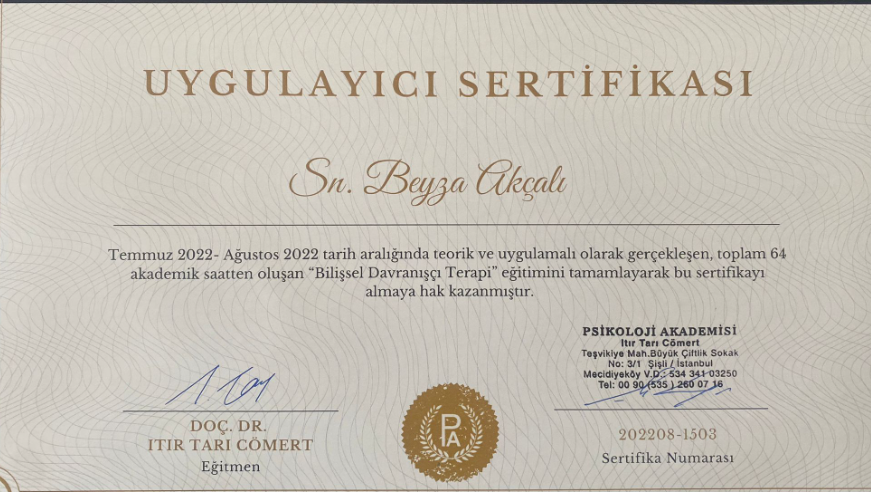 UYGULAYICI SERTİFİKASI
Sn. Beyza Akçalı
Temmuz 2022- Ağustos 2022 tarih aralığında teorik ve uygulamalı olarak gerçekleşen, toplam 64
akademik saatten oluşan “Bilişsel Davranışçı Terapi” eğitimini tamamlayarak bu sertifikayı
almaya hak kazanmıştır.
PSİKOLOJİ AKADEMİSİ
Itır Tarı Cömert
Teşvikiye Mah.Büyük Çiftlik Sokak
No: 3/1 Şişli / İstanbul
Mecidiyeköy V.D.: 534 341 03250
Tel: 00 90 (535 ) 260 07 16
DOÇ. DR.
ITIR TARI CÖMERT
Eğitmen
PA
202208-1503
Sertifika Numarası